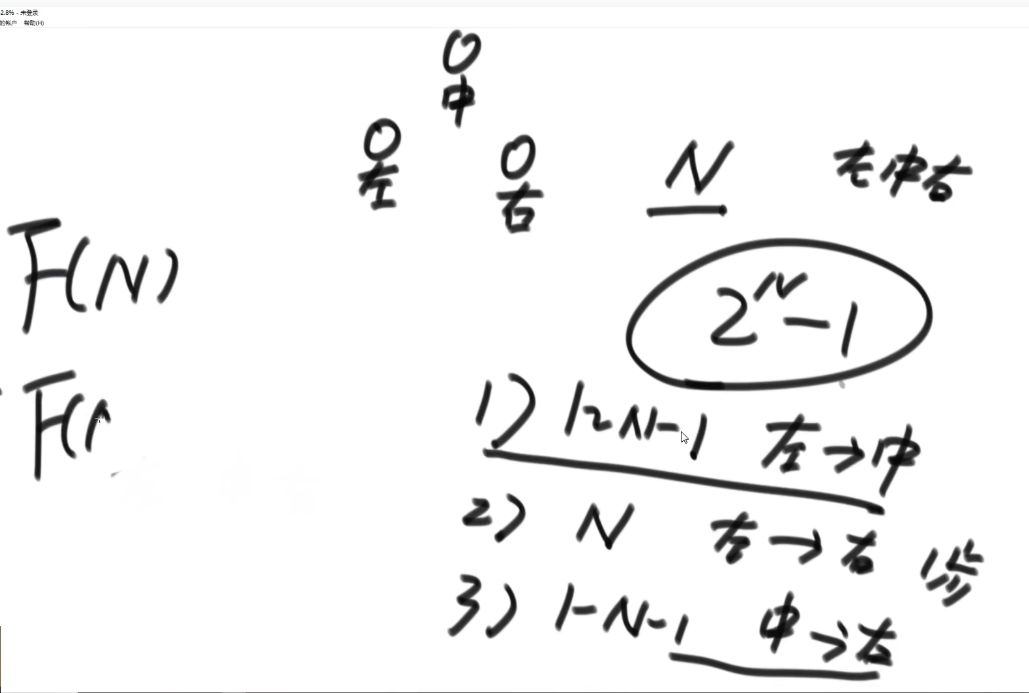 2.8% - 未登录
的帐户 帮助(H)
O
中
O
左
O
右
N
左中右
F(N)
2^N-1
F(
1) 1~N-1 左→中
2) N 左→右 1步
3) 1-N-1 中→右